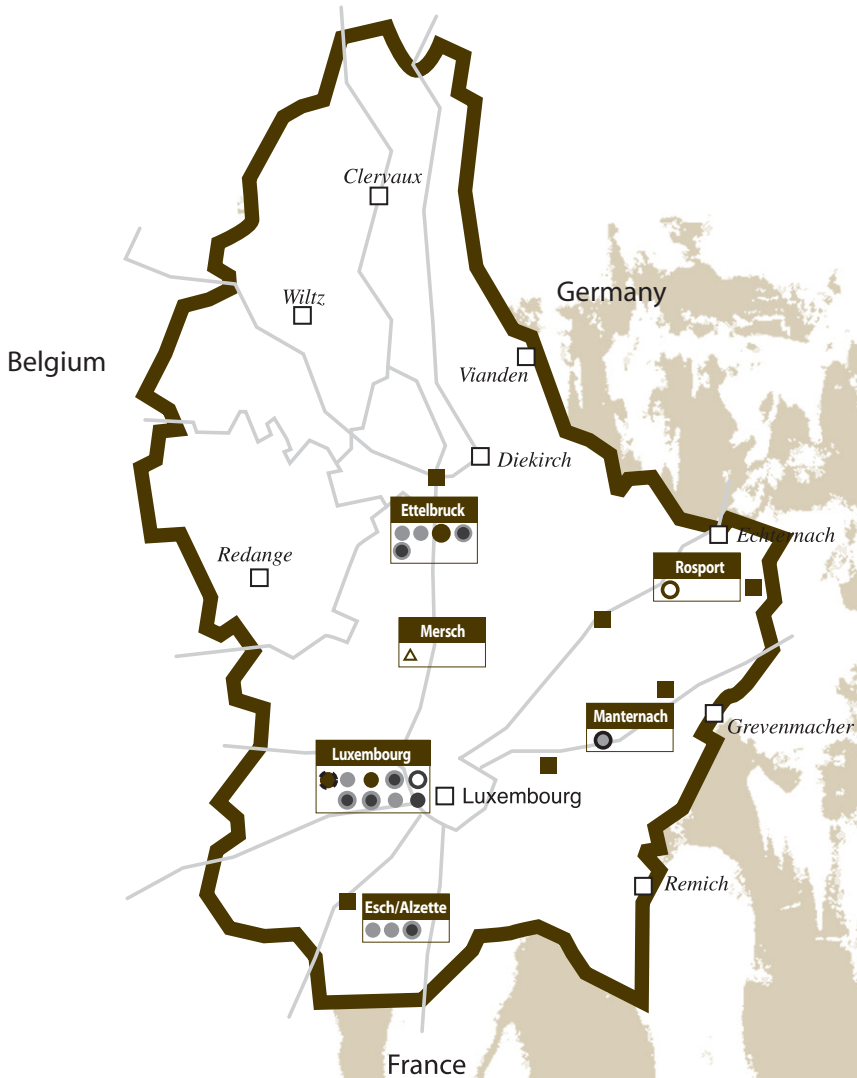 Clervaux
Wiltz
Germany
Belgium
Vianden
Diekirch
Ettelbruck
Echternach
Redange
Rosport
Mersch
Manternach
Grevenmacher
Luxembourg
Luxembourg
Remich
Esch/Alzette
France